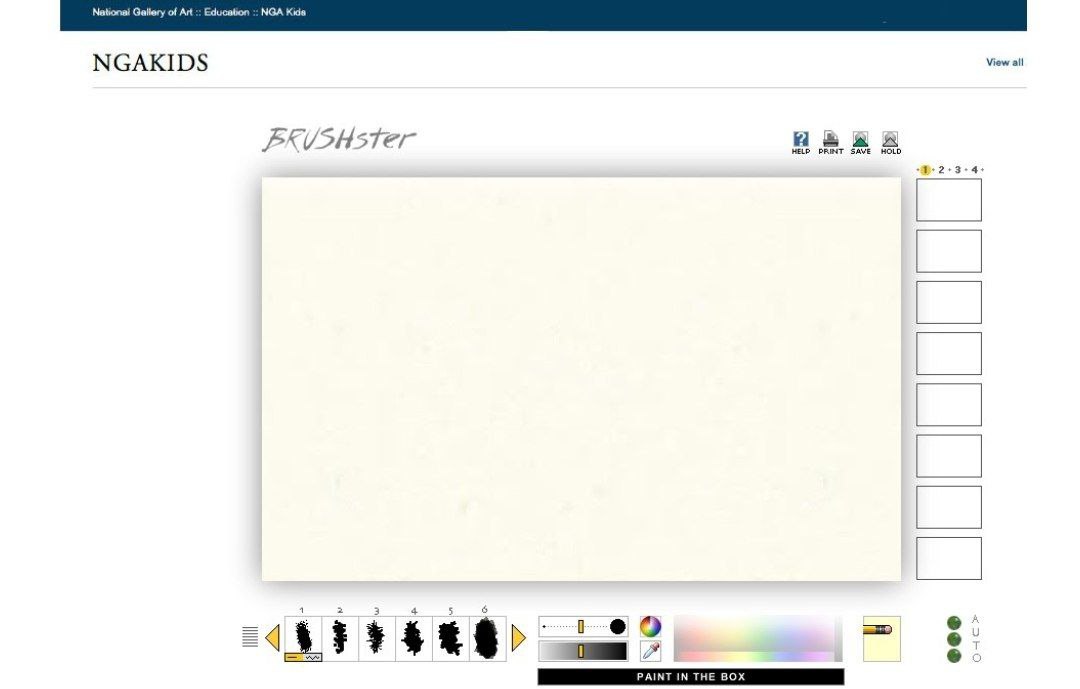 National Gallery of Art :: Education :: NGA Kids
NGAKIDS
View all
BRUSHster
HELP PRINT SAVE HOLD
1 2 3 4
1 2 3 4 5 6
AUTO
PAINT IN THE BOX